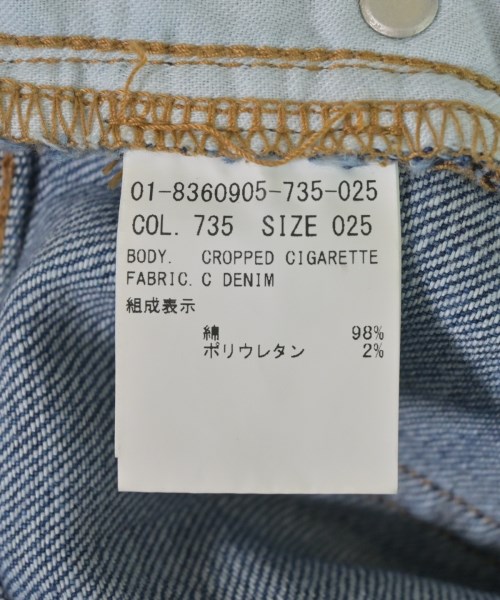 01-8360905-735-025
COL. 735 SIZE 025
BODY. CROPPED CIGARETTE
FABRIC. C DENIM
組成表示
綿 98%
ポリウレタン 2%